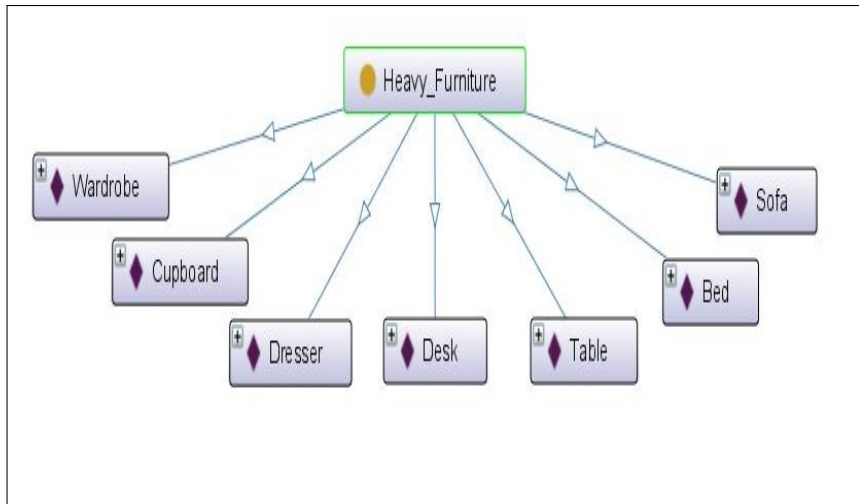 Heavy_Furniture
Wardrobe
Sofa
Cupboard
Bed
Dresser
Desk
Table